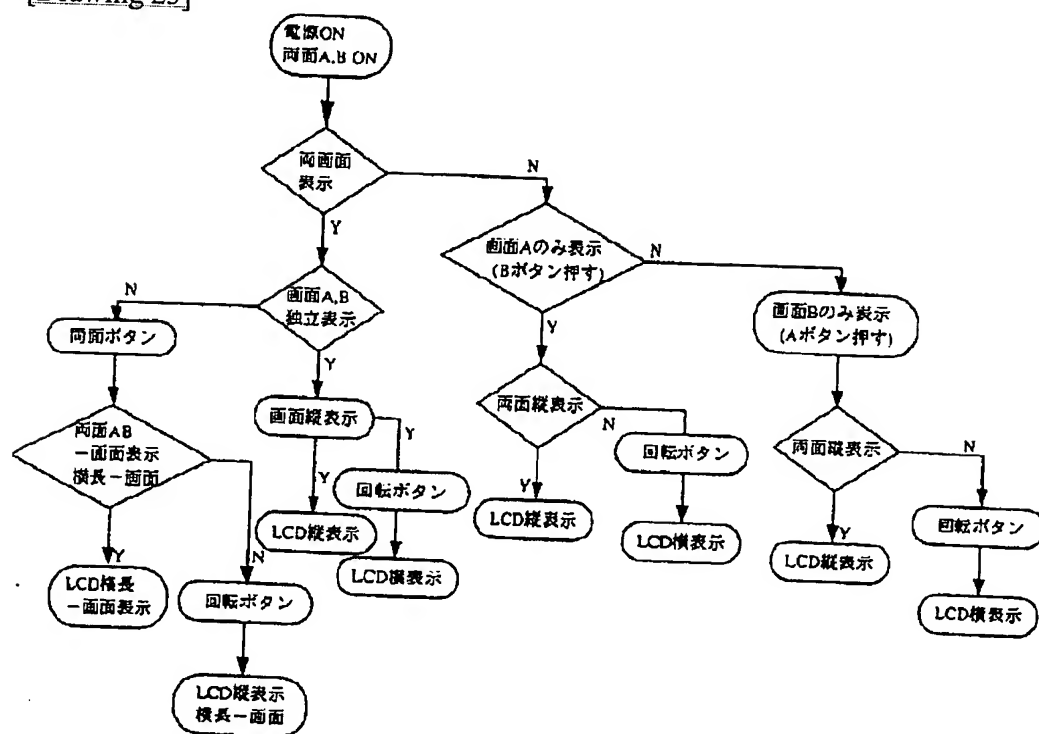 電源ON
両面A,B ON
両画面
表示
N
Y
画面Aのみ表示
(Bボタン押す)
N
画面A,B
独立表示
N
画面Bのみ表示
(Aボタン押す)
両面ボタン
Y
Y
画面縦表示
両面縦表示
両面AB
一画面表示
横長一画面
Y
N
回転ボタン
両面縦表示
N
Y
回転ボタン
Y
LCD縦表示
LCD縦表示
回転ボタン
Y
LCD横表示
Y
LCD縦表示
N
LCD横表示
LCD横長
一画面表示
回転ボタン
LCD横表示
LCD縦表示
横長一画面